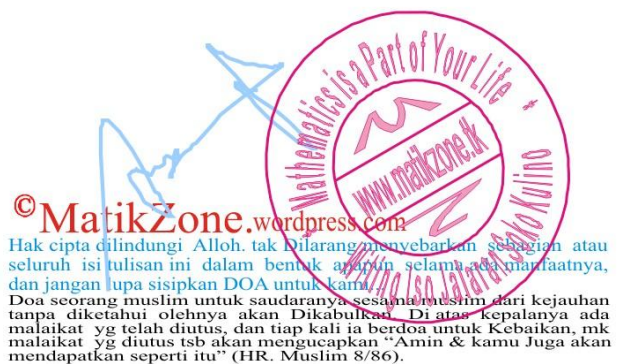 Mathematics is a Part of Your Life
www.matikzone.tk
Witing Iso Jalaran Soko Kulino
©MatikZone.wordpress.com
Hak cipta dilindungi Alloh. tak Dilarang menyebarkan sebagian atau
seluruh isi tulisan ini dalam bentuk apapun selama ada manfaatnya,
dan jangan lupa sisipkan DOA untuk kami...
Doa seorang muslim untuk saudaranya sesama muslim dari kejauhan
tanpa diketahui olehnya akan Dikabulkan. Di atas kepalanya ada
malaikat yg telah diutus, dan tiap kali ia berdoa untuk Kebaikan, mk
malaikat yg diutus tsb akan mengucapkan “Amin & kamu Juga akan
mendapatkan seperti itu” (HR. Muslim 8/86).